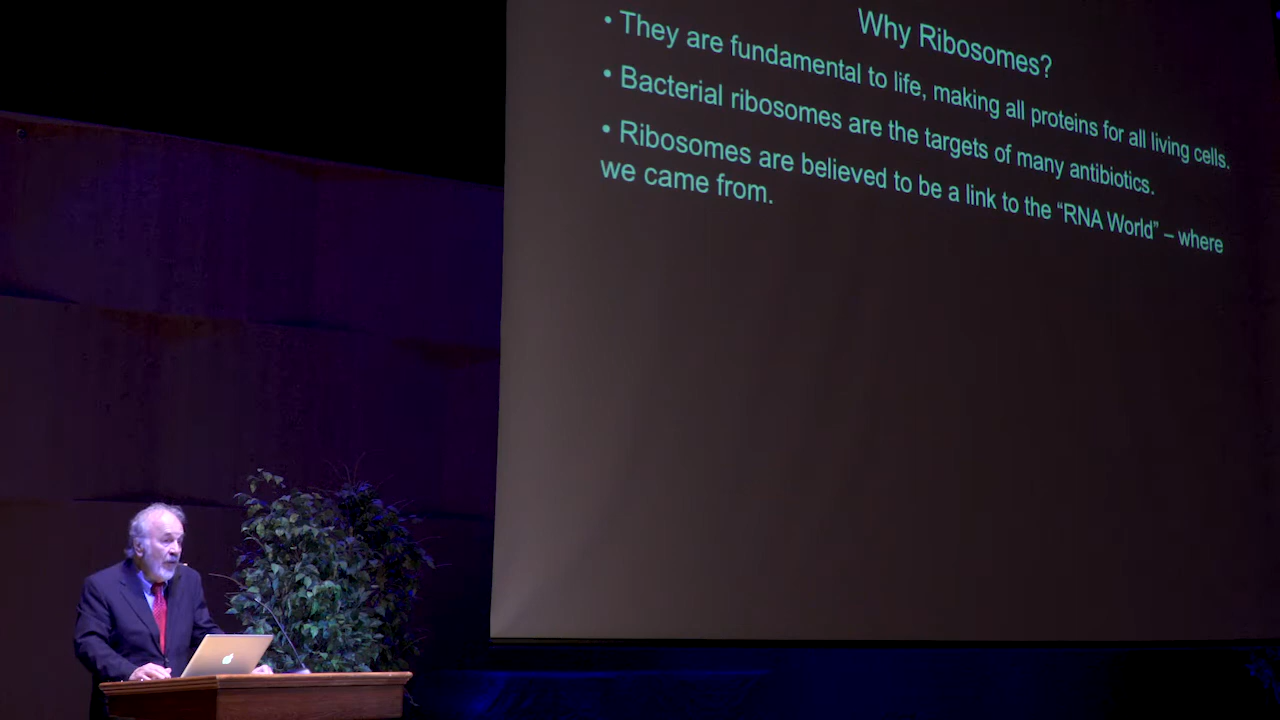 Why Ribosomes?
• They are fundamental to life, making all proteins for all living cells.
• Bacterial ribosomes are the targets of many antibiotics.
• Ribosomes are believed to be a link to the “RNA World” – where
we came from.